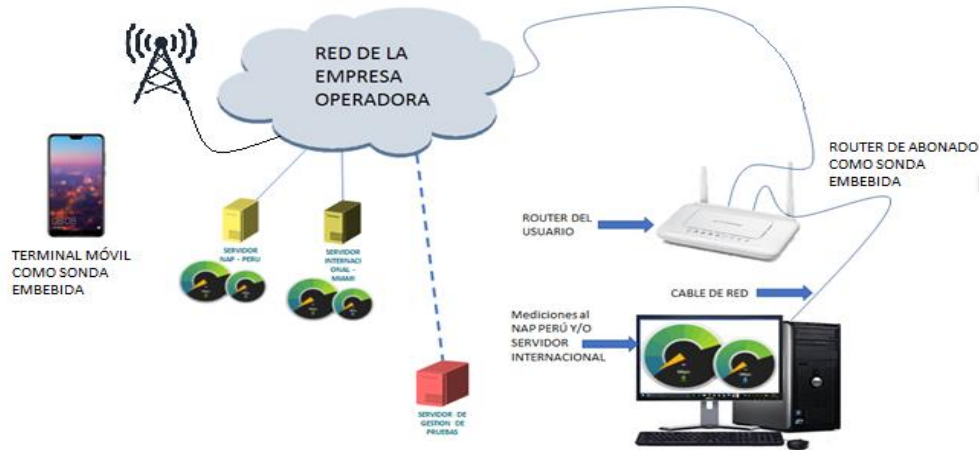 RED DE LA
EMPRESA
OPERADORA
ROUTER DE ABONADO
COMO SONDA
EMBEBIDA
ROUTER DEL
USUARIO
TERMINAL MÓVIL
COMO SONDA
EMBEBIDA
SERVIDOR
NAP - PERU
SERVIDOR
INTERNACI
ONAL -
MIAMI
CABLE DE RED
Mediciones al
NAP PERÚ Y/O
SERVIDOR
INTERNACIONAL
SERVIDOR DE
GESTION DE
PRUEBAS